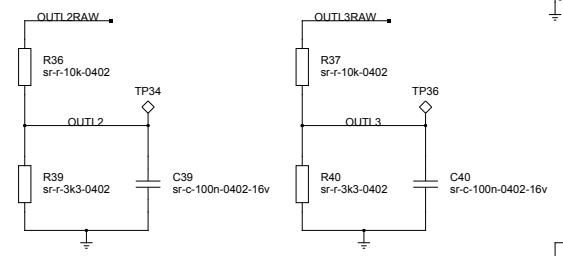 OUTL2RAW
R36
sr-r-10k-0402
TP34
OUTL2
R39
sr-r-3k3-0402
C39
sr-c-100n-0402-16v
OUTL3RAW
R37
sr-r-10k-0402
TP36
OUTL3
R40
sr-r-3k3-0402
C40
sr-c-100n-0402-16v